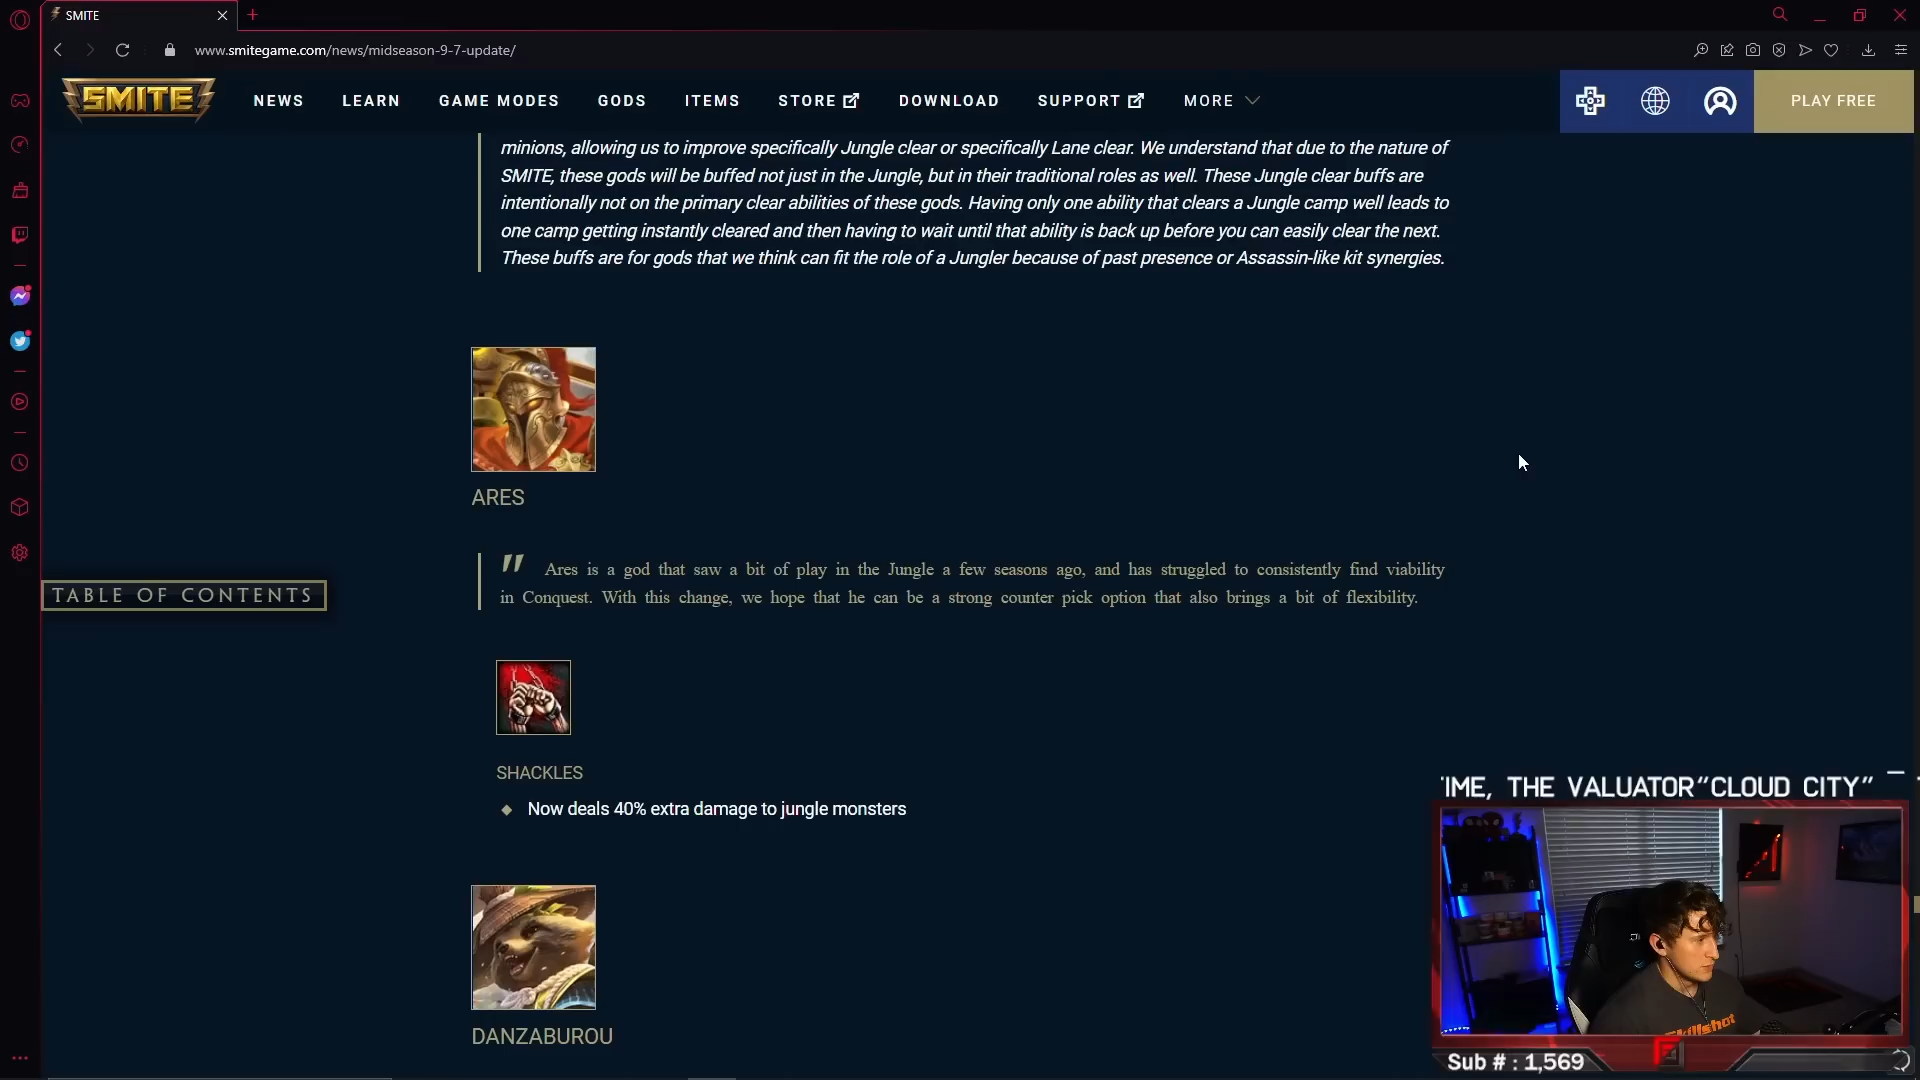 SMITE
www.smitegame.com/news/midseason-9-7-update/
SMITE
NEWS
LEARN
GAME MODES
GODS
ITEMS
STORE
DOWNLOAD
SUPPORT
MORE
PLAY FREE
minions, allowing us to improve specifically Jungle clear or specifically Lane clear. We understand that due to the nature of
SMITE, these gods will be buffed not just in the Jungle, but in their traditional roles as well. These Jungle clear buffs are
intentionally not on the primary clear abilities of these gods. Having only one ability that clears a Jungle camp well leads to
one camp getting instantly cleared and then having to wait until that ability is back up before you can easily clear the next.
These buffs are for gods that we think can fit the role of a Jungler because of past presence or Assassin-like kit synergies.
ARES
" Ares is a god that saw a bit of play in the Jungle a few seasons ago, and has struggled to consistently find viability
in Conquest. With this change, we hope that he can be a strong counter pick option that also brings a bit of flexibility.
TABLE OF CONTENTS
SHACKLES
Now deals 40% extra damage to jungle monsters
IME, THE VALUATOR"CLOUD CITY"
DANZABUROU
Skillshot
Sub # : 1,569